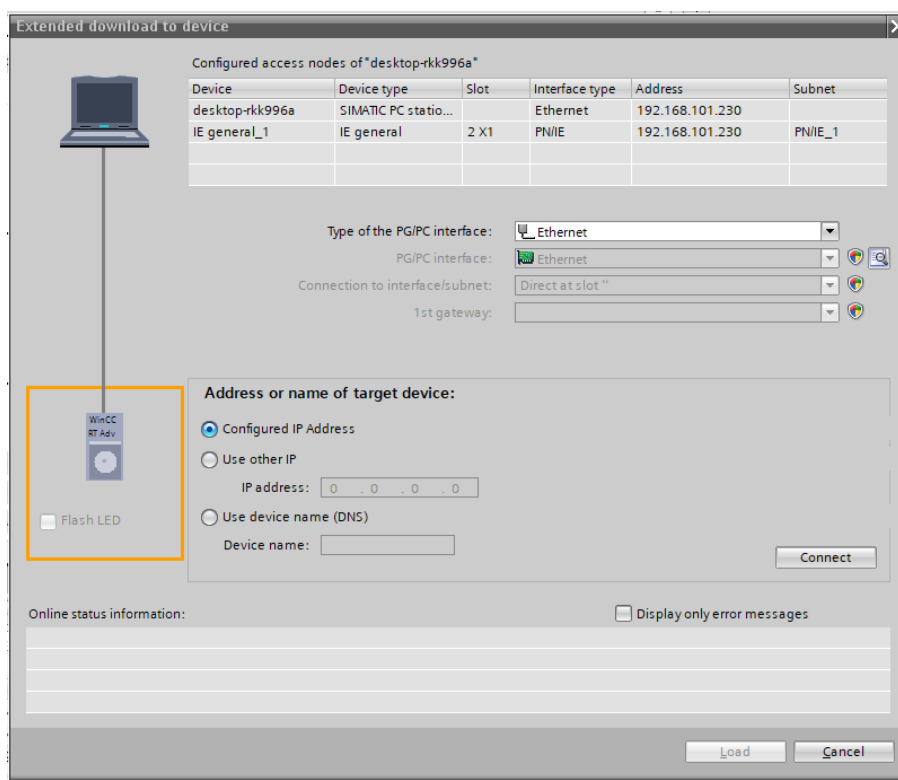 Extended download to device
Configured access nodes of "desktop-rkk996a"
Device Device type Slot Interface type Address Subnet
desktop-rkk996a SIMATIC PC statio... Ethernet 192.168.101.230
IE general_1 IE general 2 X1 PN/IE 192.168.101.230 PN/IE_1
Type of the PG/PC interface: Ethernet
PG/PC interface: Ethernet
Connection to interface/subnet: Direct at slot ''
1st gateway:
WinCC
RT Adv
Flash LED
Address or name of target device:
Configured IP Address
Use other IP
IP address: 0 . 0 . 0 . 0
Use device name (DNS)
Device name:
Connect
Online status information:
Display only error messages
Load Cancel